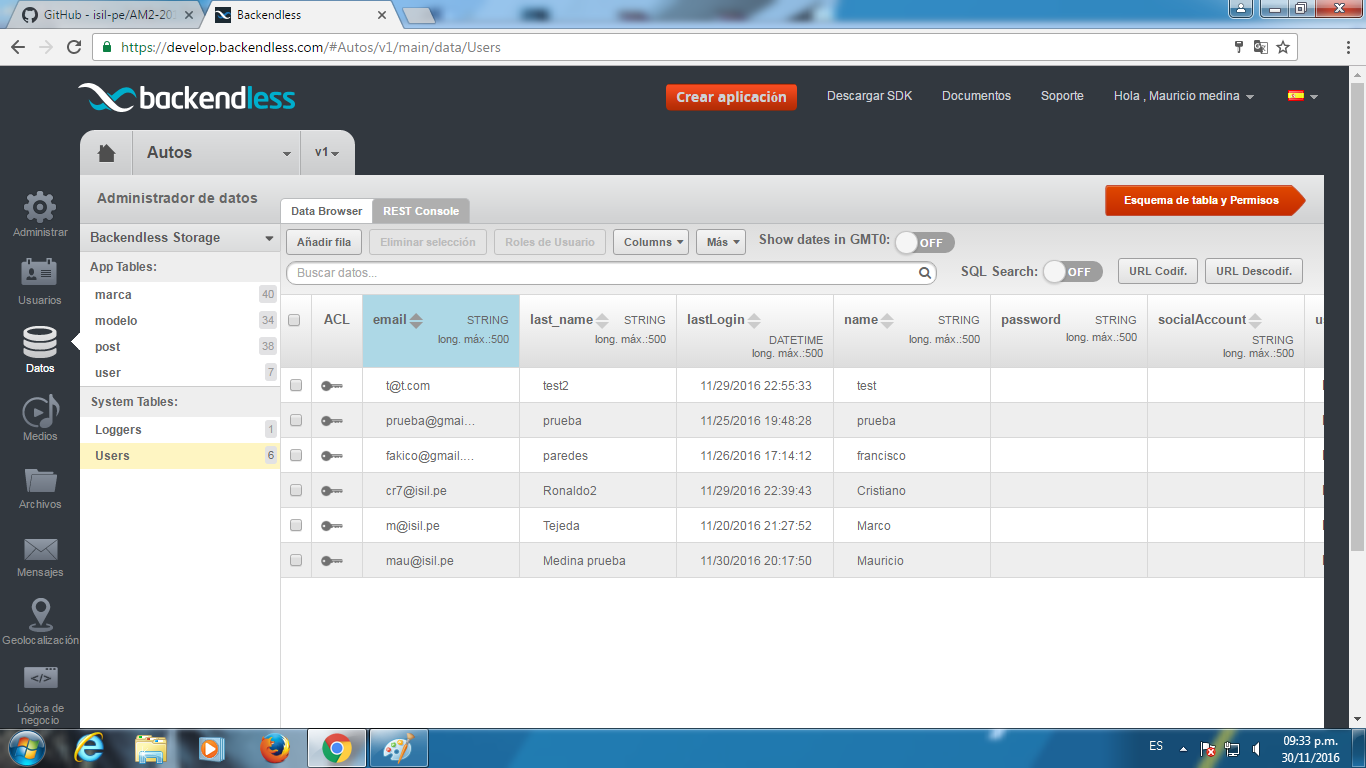 GitHub - isil-pe/AM2-20
Backendless
https://develop.backendless.com/#Autos/v1/main/data/Users
backendless
Crear aplicación
Descargar SDK
Documentos
Soporte
Hola , Mauricio medina
Autos
v1
Administrar
Usuarios
Datos
Medios
Archivos
Mensajes
Geolocalización
Lógica de
negocio
Administrador de datos
Data Browser
REST Console
Esquema de tabla y Permisos
Backendless Storage
App Tables:
marca 40
modelo 34
post 38
user 7
System Tables:
Loggers 1
Users 6
Añadir fila
Eliminar selección
Roles de Usuario
Columns
Más
Show dates in GMT0: OFF
Buscar datos...
SQL Search: OFF
URL Codif.
URL Descodif.
ACL
email STRING
long. máx.:500
last_name STRING
long. máx.:500
lastLogin
DATETIME
long. máx.:500
name STRING
long. máx.:500
password STRING
long. máx.:500
socialAccount
STRING
long. máx.:500
t@t.com test2 11/29/2016 22:55:33 test
prueba@gmai... prueba 11/25/2016 19:48:28 prueba
fakico@gmail.... paredes 11/26/2016 17:14:12 francisco
cr7@isil.pe Ronaldo2 11/29/2016 22:39:43 Cristiano
m@isil.pe Tejeda 11/20/2016 21:27:52 Marco
mau@isil.pe Medina prueba 11/30/2016 20:17:50 Mauricio
ES
09:33 p.m.
30/11/2016